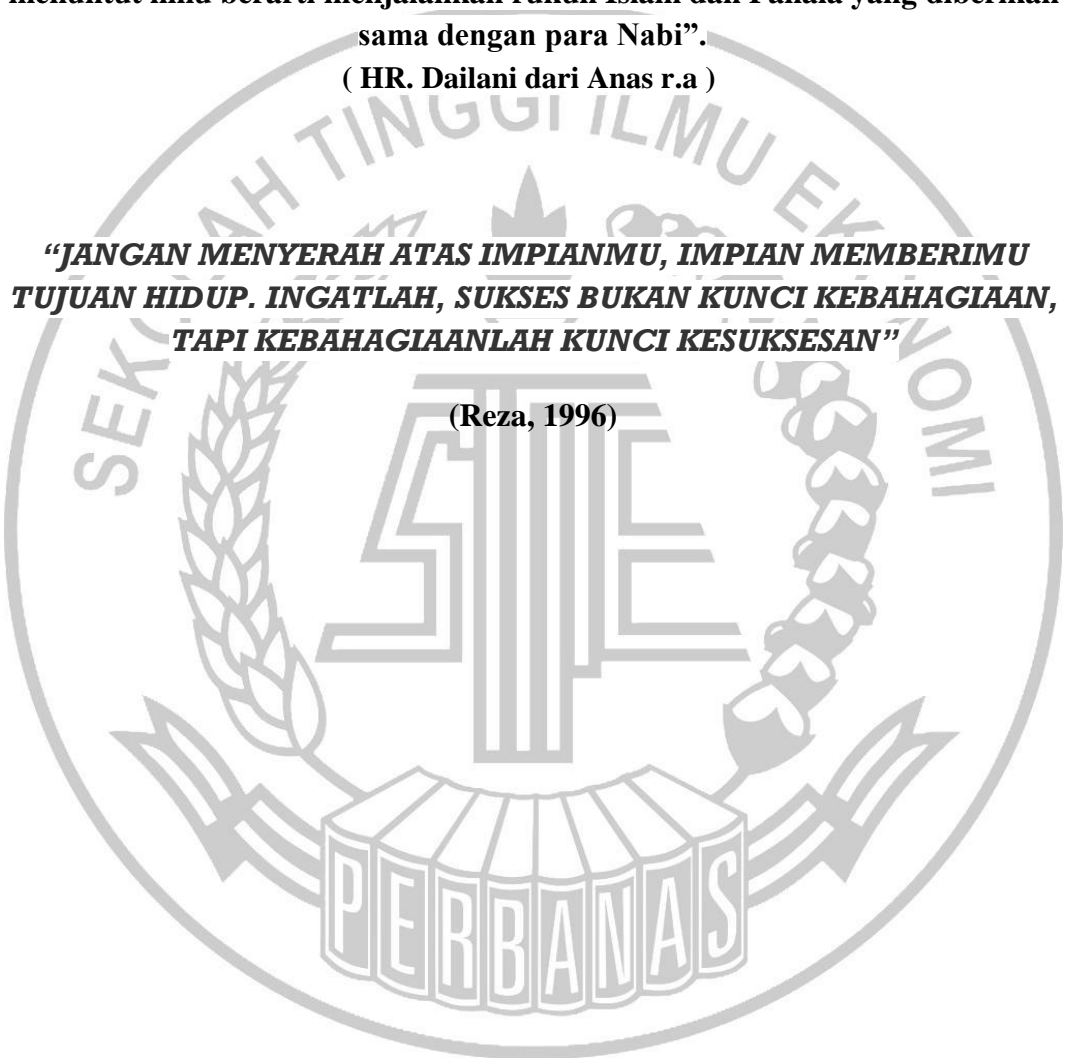 menuntut ilmu berarti menjalankan rukun Islam dan Pahala yang diberikan
sama dengan para Nabi”.
( HR. Dailani dari Anas r.a )
SEKOLAH TINGGI ILMU EKONOMI
“JANGAN MENYERAH ATAS IMPIANMU, IMPIAN MEMBERIMU
TUJUAN HIDUP. INGATLAH, SUKSES BUKAN KUNCI KEBAHAGIAAN,
TAPI KEBAHAGIAANLAH KUNCI KESUKSESAN”
(Reza, 1996)
STIE
PERBANAS